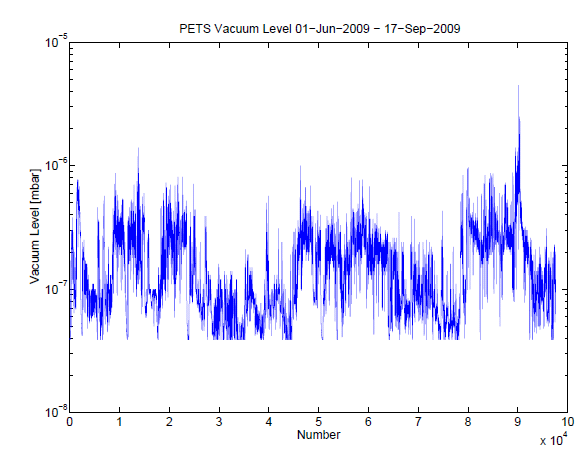 PETS Vacuum Level 01−Jun−2009 − 17−Sep−2009
10^−5
10^−6
10^−7
10^−8
Vacuum Level [mbar]
0 1 2 3 4 5 6 7 8 9 10
Number
x 10^4